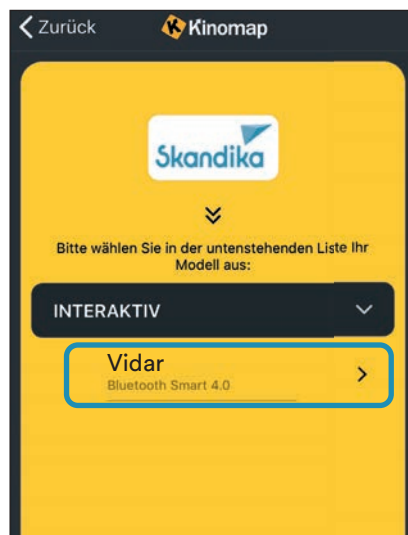 Zurück
Kinomap
Skandika
Bitte wählen Sie in der untenstehenden Liste Ihr
Modell aus:
INTERAKTIV
Vidar
Bluetooth Smart 4.0